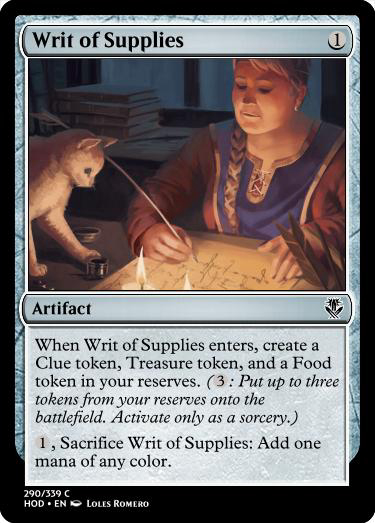 Writ of Supplies 1
Artifact
When Writ of Supplies enters, create a
Clue token, Treasure token, and a Food
token in your reserves. (3: Put up to three
tokens from your reserves onto the
battlefield. Activate only as a sorcery.)
1, Sacrifice Writ of Supplies: Add one
mana of any color.
290/339 C
HOD • EN Loles Romero